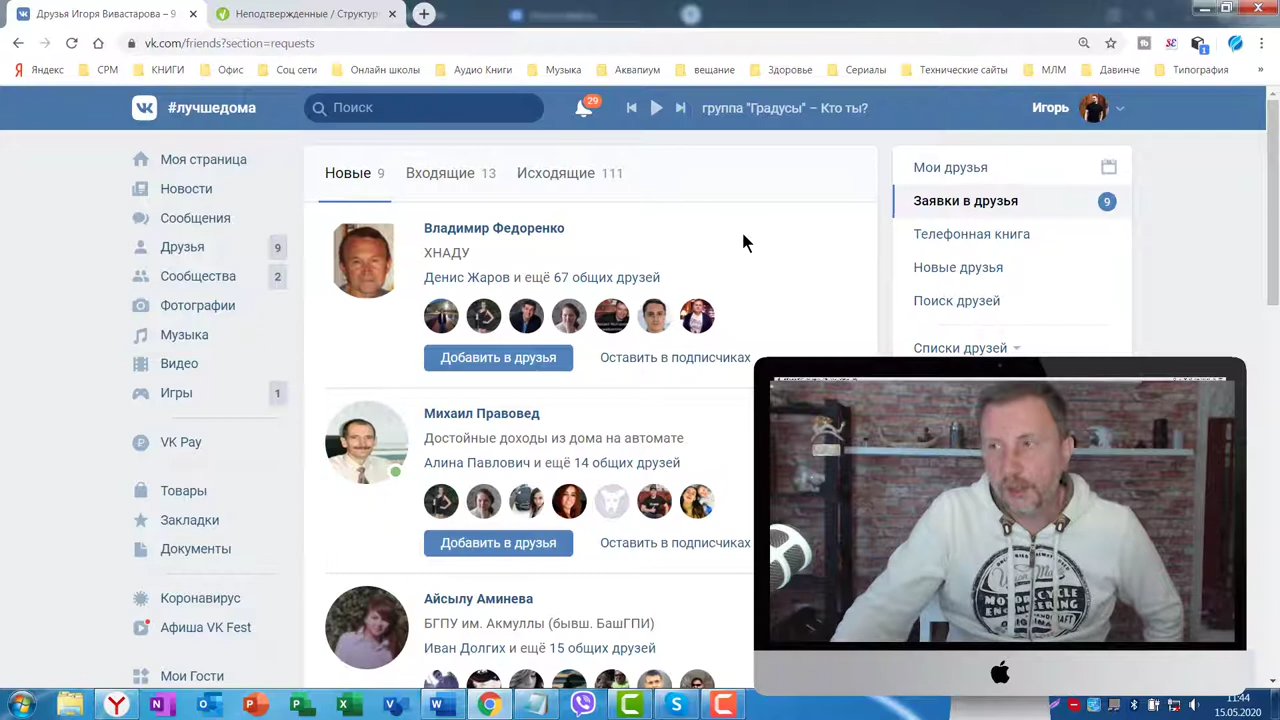 Друзья Игоря Вивастарова – 9
Неподтвержденные / Структур
vk.com/friends?section=requests
Яндекс СРМ КНИГИ Офис Соц сети Онлайн школы Аудио Книги Музыка Аквапиум вещание Здоровье Сериалы Технические сайты МЛМ Давинче Типография »
#лучшедома Поиск 29 группа "Градусы" – Кто ты? Игорь
Моя страница
Новости
Сообщения
Друзья 9
Сообщества 2
Фотографии
Музыка
Видео
Игры 1
VK Pay
Товары
Закладки
Документы
Коронавирус
Афиша VK Fest
Мои Гости
Новые 9 Входящие 13 Исходящие 111
Владимир Федоренко
ХНАДУ
Денис Жаров и ещё 67 общих друзей
Добавить в друзья Оставить в подписчиках
Михаил Правовед
Достойные доходы из дома на автомате
Алина Павлович и ещё 14 общих друзей
Добавить в друзья Оставить в подписчиках
Айсылу Аминева
БГПУ им. Акмуллы (бывш. БашГПИ)
Иван Долгих и ещё 15 общих друзей
Мои друзья
Заявки в друзья 9
Телефонная книга
Новые друзья
Поиск друзей
Списки друзей
MOTORCYCLE
ENGINEERING
11:44
15.05.2020